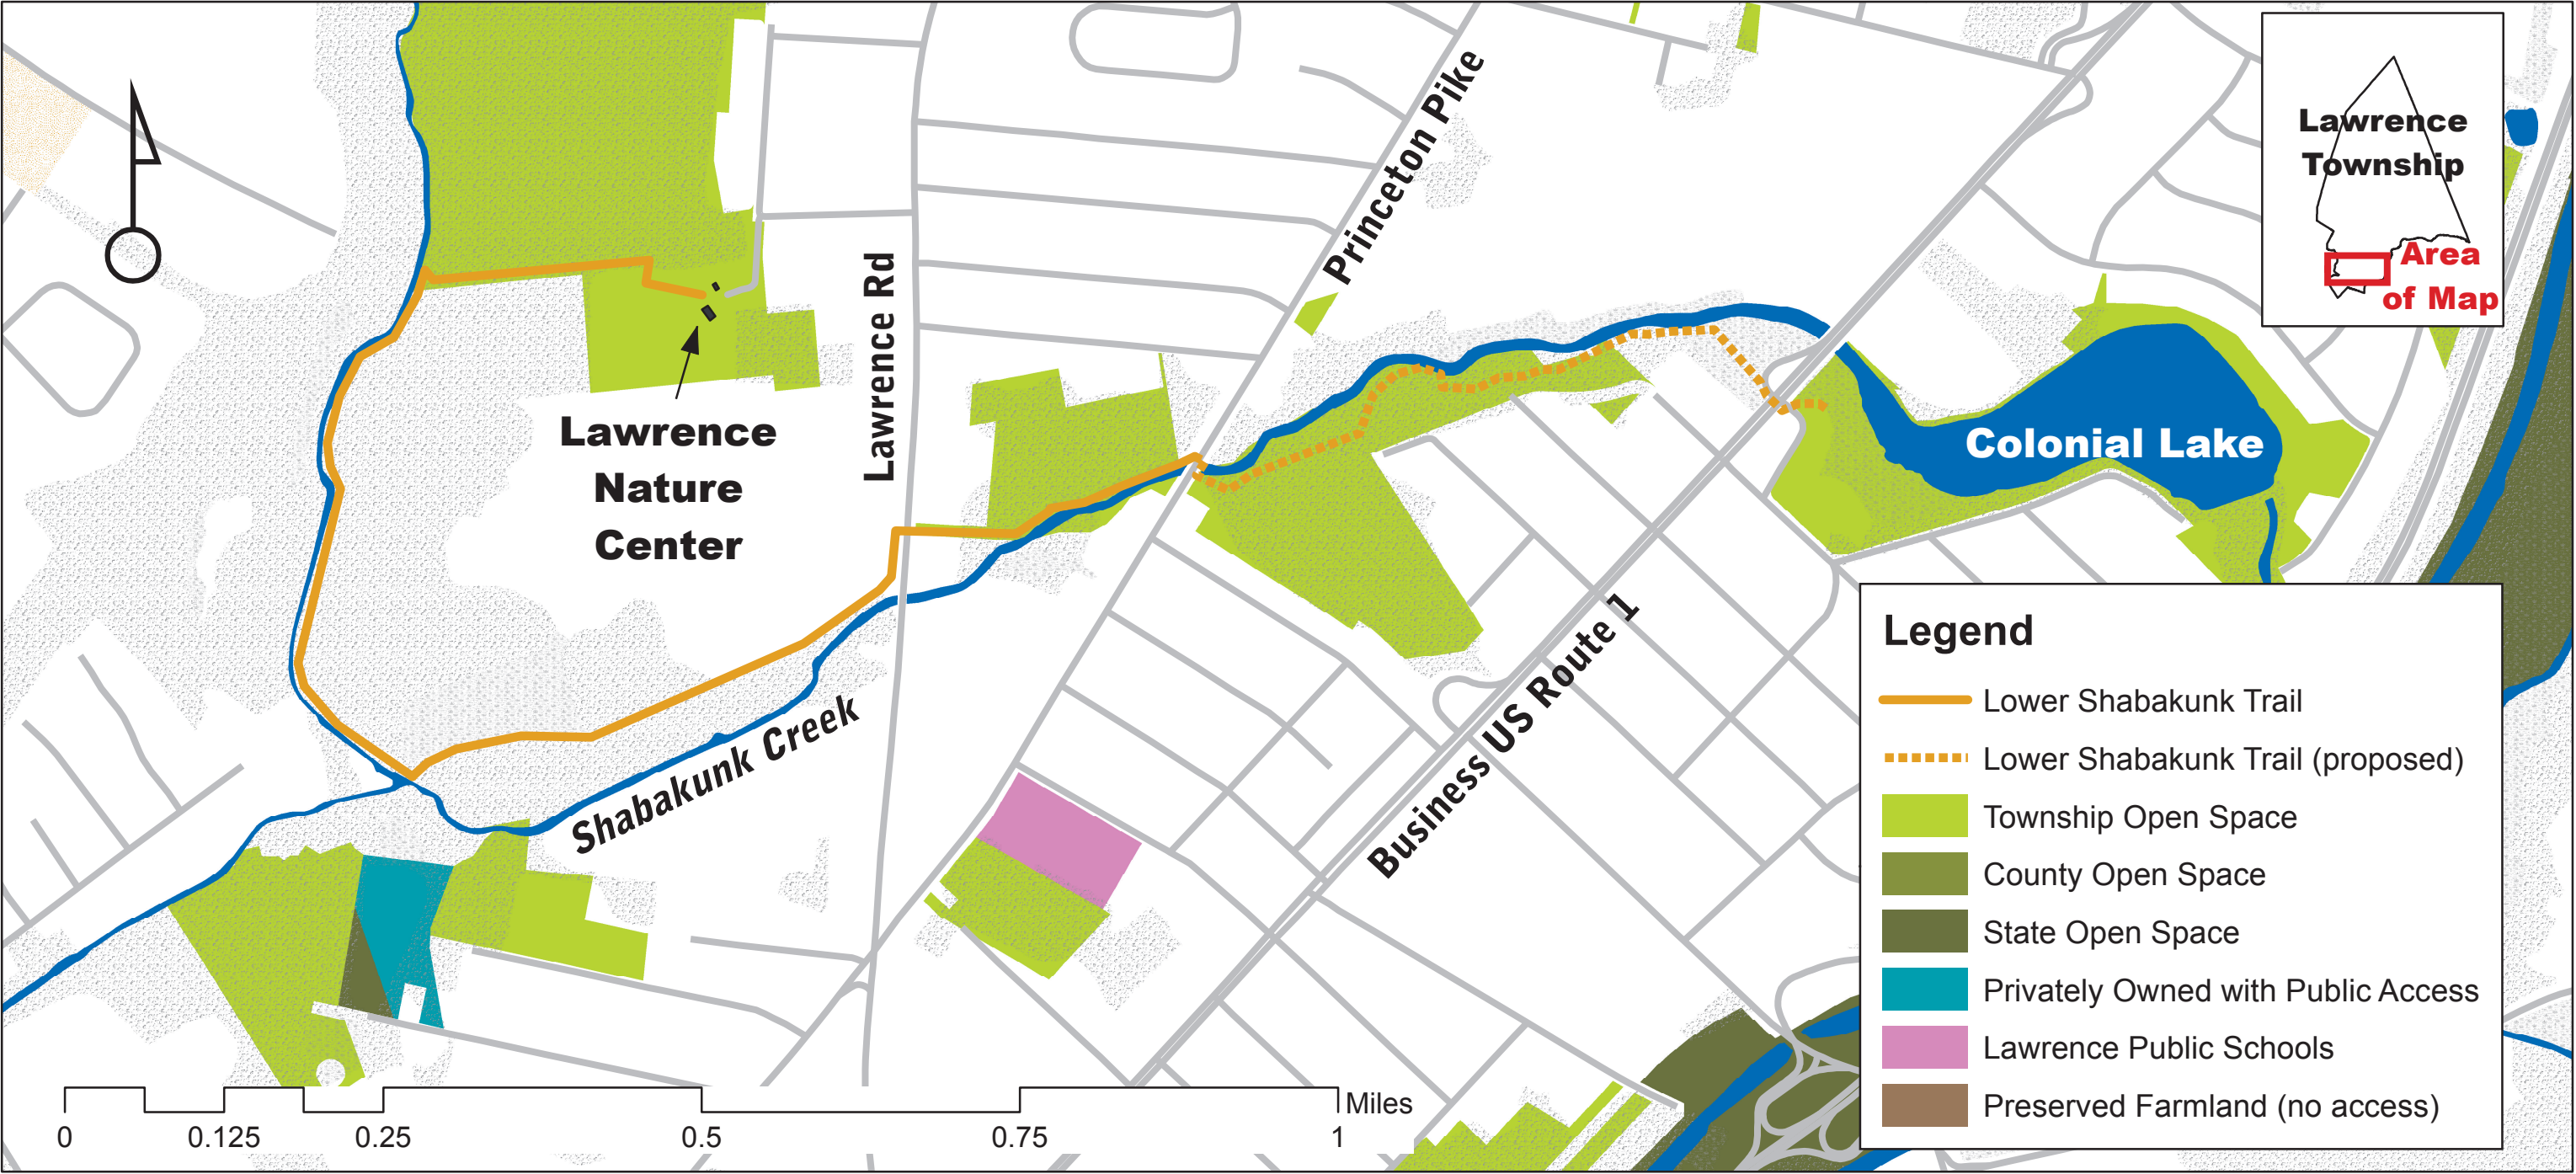 Lawrence
Township
Area
of Map
Princeton Pike
Lawrence Rd
Lawrence
Nature
Center
Colonial Lake
Shabakunk Creek
Business US Route 1
Legend
Lower Shabakunk Trail
Lower Shabakunk Trail (proposed)
Township Open Space
County Open Space
State Open Space
Privately Owned with Public Access
Lawrence Public Schools
Preserved Farmland (no access)
Miles
0 0.125 0.25 0.5 0.75 1